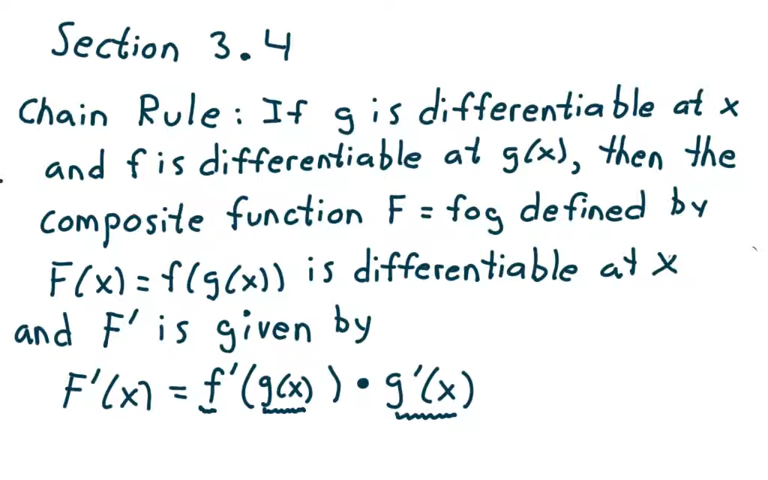 Section 3.4
Chain Rule: If g is differentiable at x
and f is differentiable at g(x), then the
composite function F = fog defined by
F(x) = f(g(x)) is differentiable at x
and F' is given by
F'(x) = f'(g(x)) • g'(x)